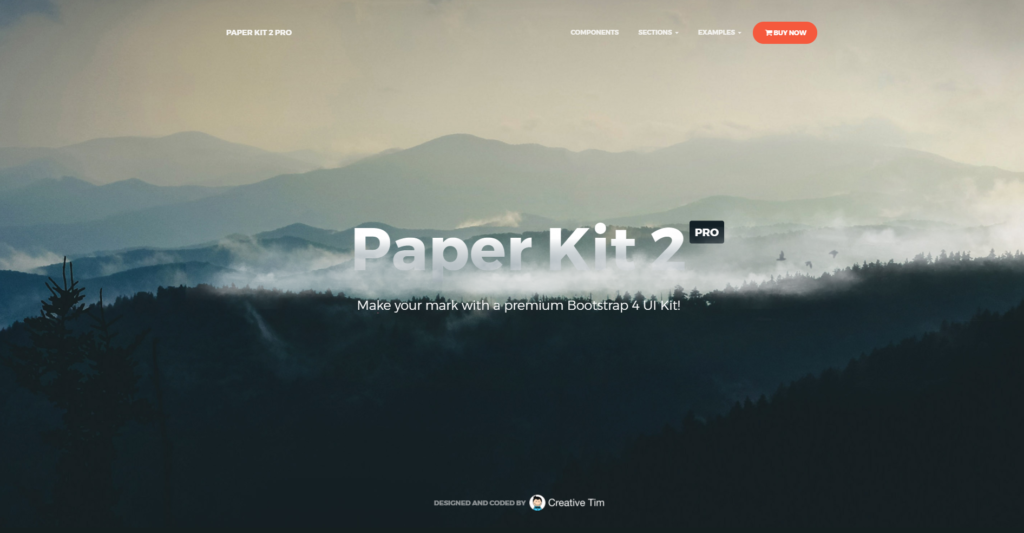 PAPER KIT 2 PRO
COMPONENTS SECTIONS EXAMPLES BUY NOW
Paper Kit 2 PRO
Make your mark with a premium Bootstrap 4 UI Kit!
DESIGNED AND CODED BY Creative Tim